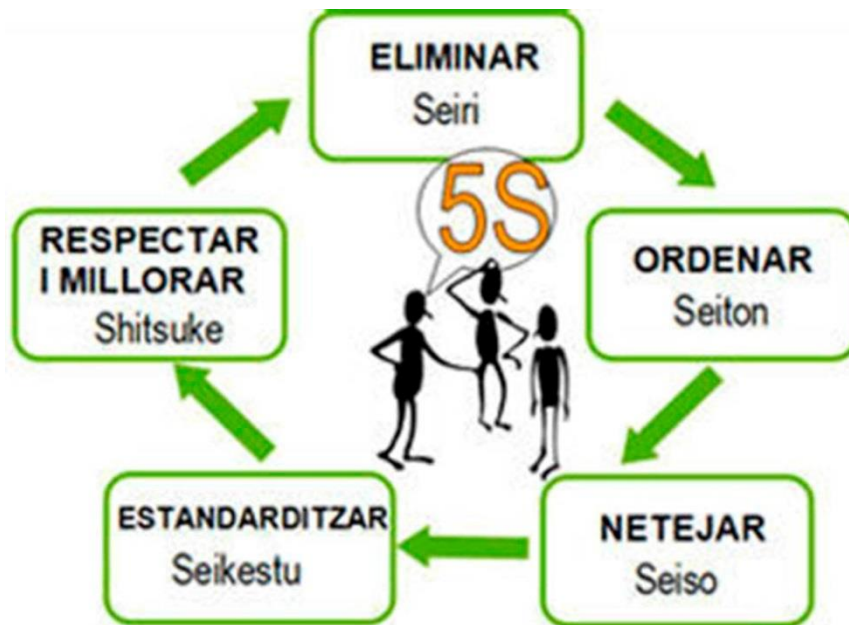 ELIMINAR
Seiri
5S
ORDENAR
Seiton
NETEJAR
Seiso
ESTANDARDITZAR
Seikestu
RESPECTAR
I MILLORAR
Shitsuke